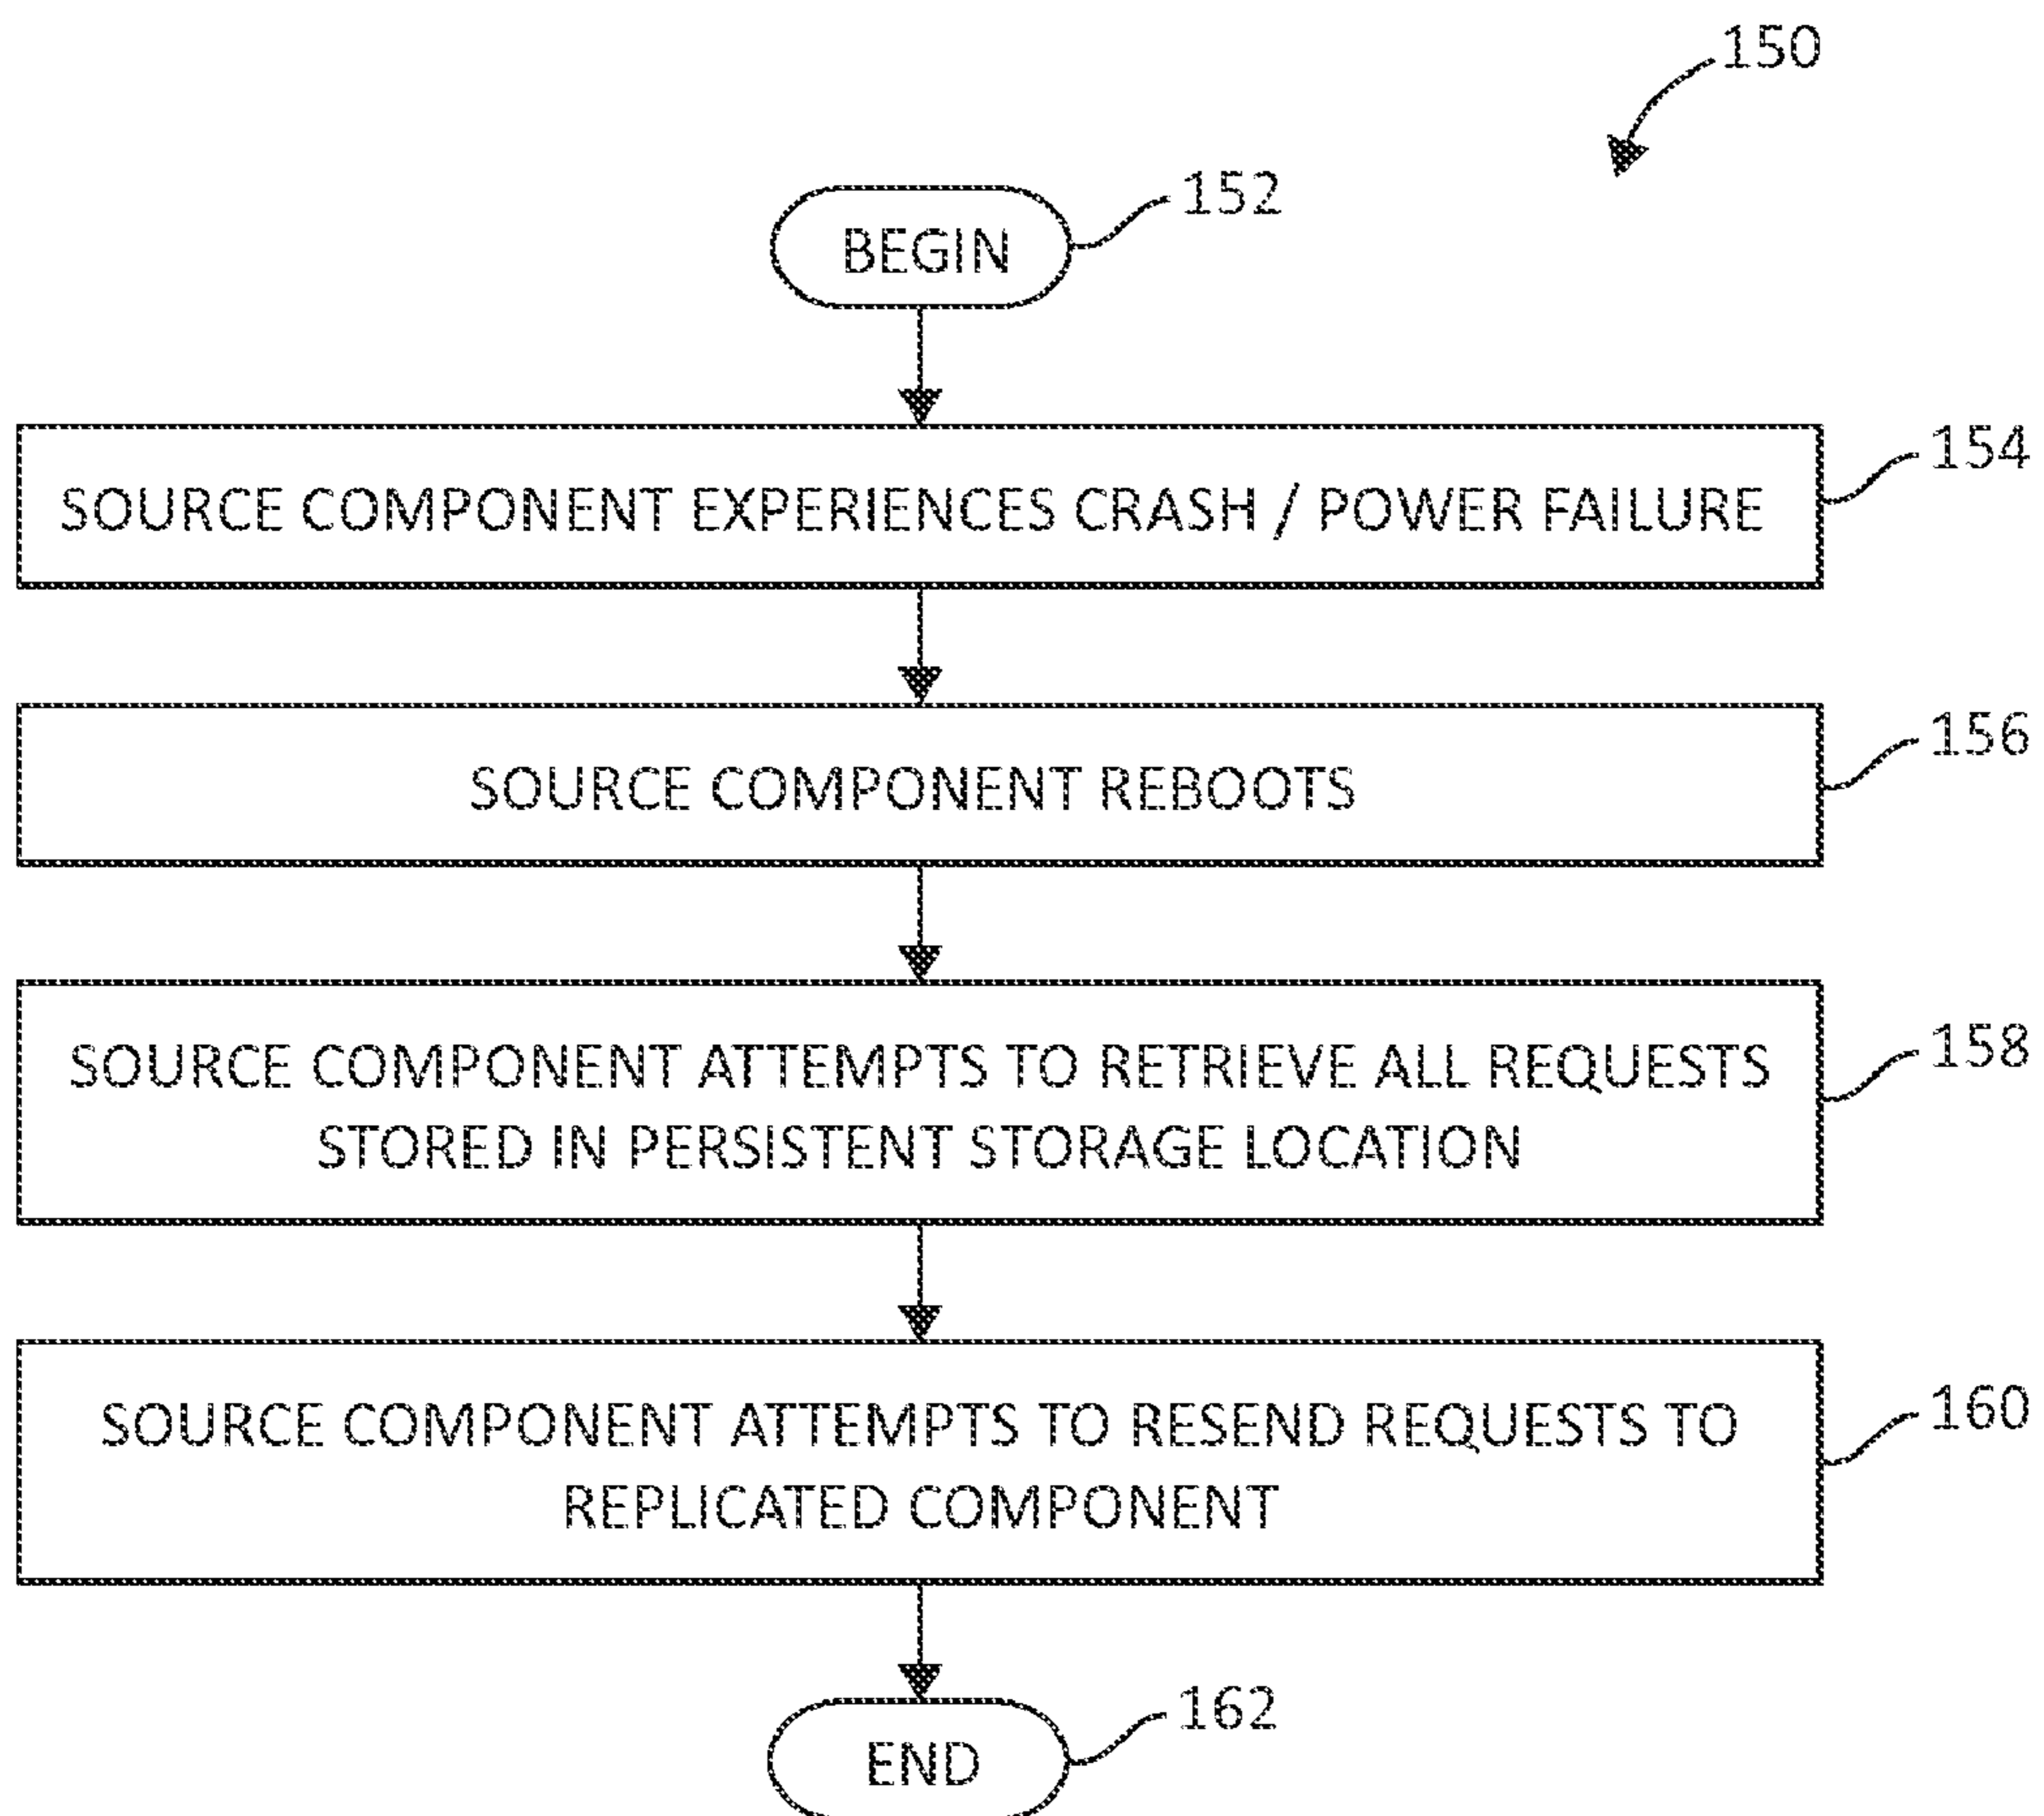 150
152
BEGIN
154
SOURCE COMPONENT EXPERIENCES CRASH / POWER FAILURE
156
SOURCE COMPONENT REBOOTS
158
SOURCE COMPONENT ATTEMPTS TO RETRIEVE ALL REQUESTS
STORED IN PERSISTENT STORAGE LOCATION
160
SOURCE COMPONENT ATTEMPTS TO RESEND REQUESTS TO
REPLICATED COMPONENT
162
END